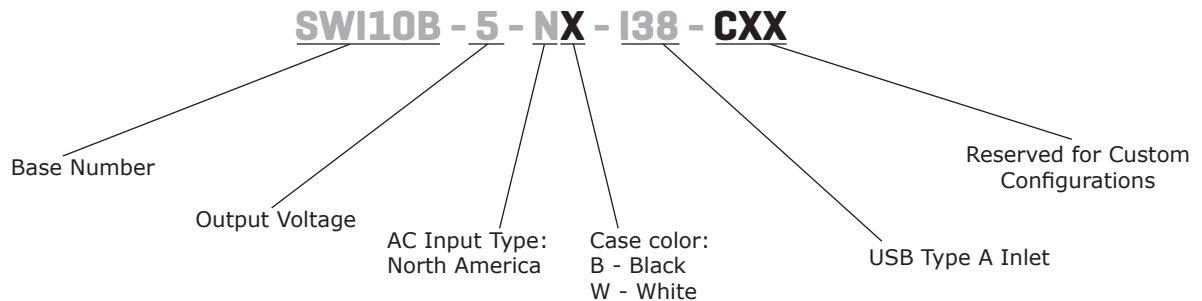 SWI10B - 5 - NX - I38 - CXX
Base Number
Output Voltage
AC Input Type:
North America
Case color:
B - Black
W - White
USB Type A Inlet
Reserved for Custom
Configurations